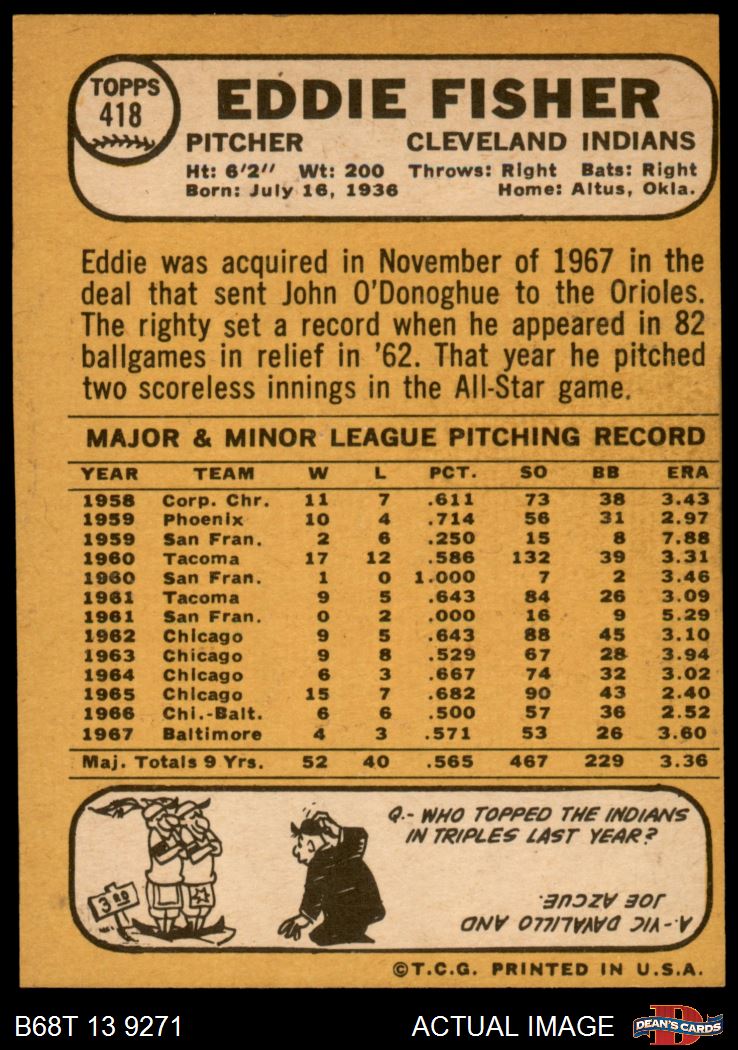 TOPPS
418
EDDIE FISHER
PITCHER CLEVELAND INDIANS
Ht: 6'2" Wt: 200 Throws: Right Bats: Right
Born: July 16, 1936 Home: Altus, Okla.
Eddie was acquired in November of 1967 in the
deal that sent John O'Donoghue to the Orioles.
The righty set a record when he appeared in 82
ballgames in relief in '62. That year he pitched
two scoreless innings in the All-Star game.
MAJOR & MINOR LEAGUE PITCHING RECORD
YEAR TEAM W L PCT. SO BB ERA
1958 Corp. Chr. 11 7 .611 73 38 3.43
1959 Phoenix 10 4 .714 56 31 2.97
1959 San Fran. 2 6 .250 15 8 7.88
1960 Tacoma 17 12 .586 132 39 3.31
1960 San Fran. 1 0 1.000 7 2 3.46
1961 Tacoma 9 5 .643 84 26 3.09
1961 San Fran. 0 2 .000 16 9 5.29
1962 Chicago 9 5 .643 88 45 3.10
1963 Chicago 9 8 .529 67 28 3.94
1964 Chicago 6 3 .667 74 32 3.02
1965 Chicago 15 7 .682 90 43 2.40
1966 Chi.-Balt. 6 6 .500 57 36 2.52
1967 Baltimore 4 3 .571 53 26 3.60
Maj. Totals 9 Yrs. 52 40 .565 467 229 3.36
Q.- WHO TOPPED THE INDIANS
IN TRIPLES LAST YEAR?
A.- VIC DAVALILLO AND
JOE AZCUE.
3RD
©T.C.G. PRINTED IN U.S.A.
B68T 13 9271 ACTUAL IMAGE
D
DEAN'S CARDS